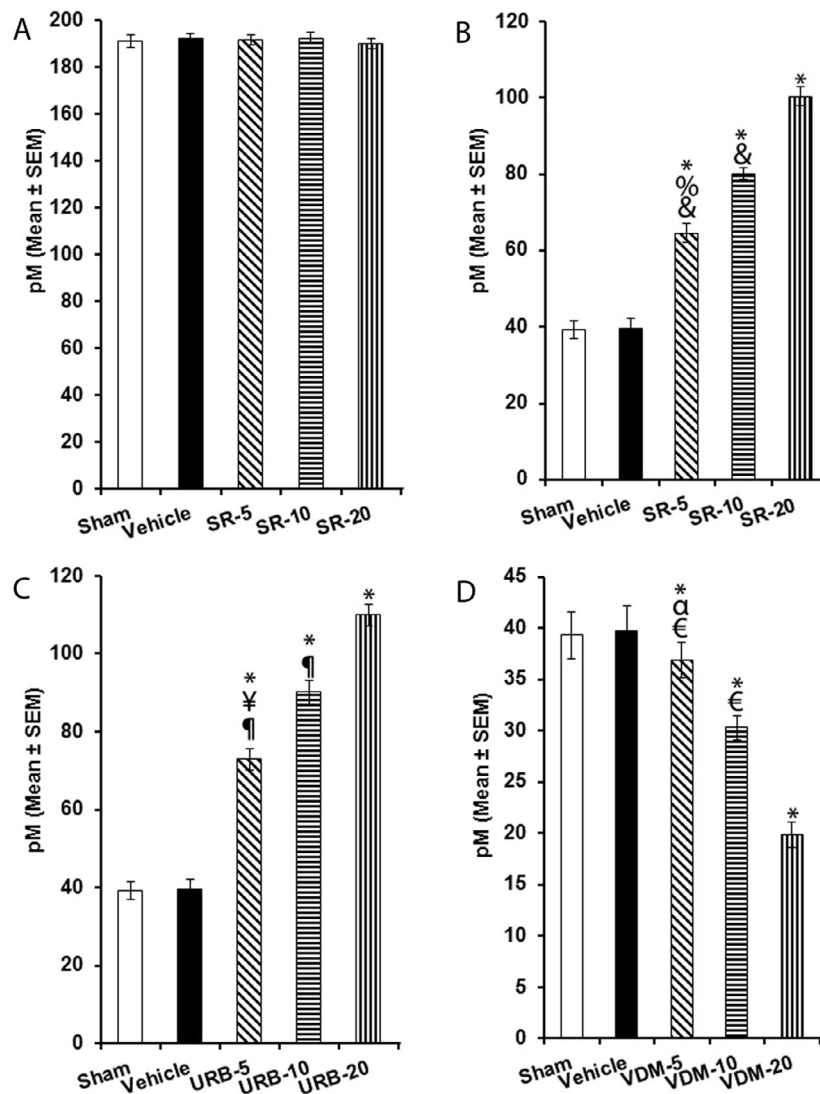 A
200
180
160
140
120
100
80
60
40
20
0
pM (Mean ± SEM)
Sham
Vehicle
SR-5
SR-10
SR-20
B
120
100
80
60
40
20
0
pM (Mean ± SEM)
*
%
&
*
&
*
Sham
Vehicle
SR-5
SR-10
SR-20
C
120
100
80
60
40
20
0
pM (Mean ± SEM)
*
¥
¶
*
¶
*
Sham
Vehicle
URB-5
URB-10
URB-20
D
45
40
35
30
25
20
15
10
5
0
pM (Mean ± SEM)
*
α
€
*
€
*
Sham
Vehicle
VDM-5
VDM-10
VDM-20